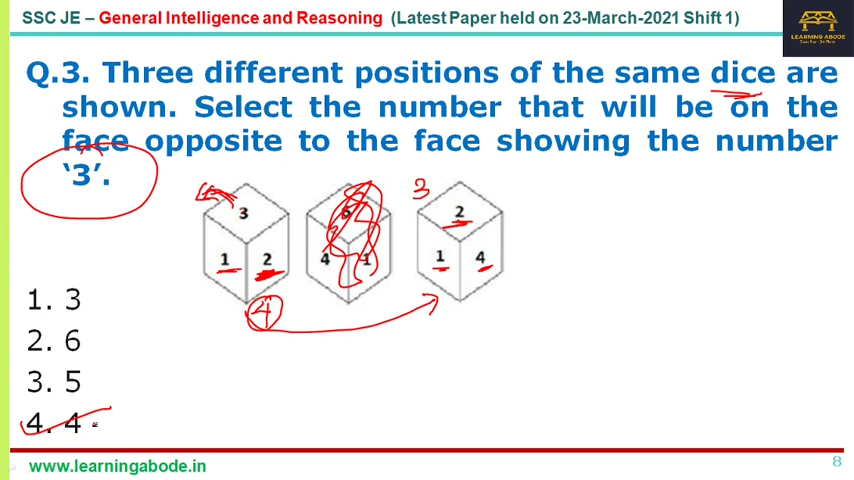 SSC JE – General Intelligence and Reasoning (Latest Paper held on 23-March-2021 Shift 1)
LEARNING ABODE
Q.3. Three different positions of the same dice are
shown. Select the number that will be on the
face opposite to the face showing the number
‘3’.
3
3 2
1 2 4 1 1 4
4
1. 3
2. 6
3. 5
4. 4
www.learningabode.in
8